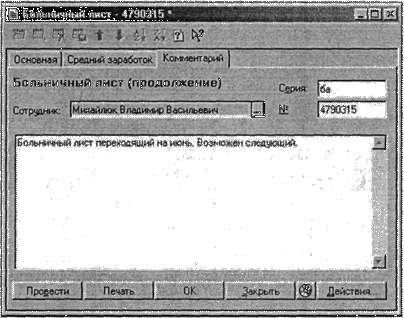 Больничный лист - 4790315 *
Основная Средний заработок Комментарий
Больничный лист (продолжение)
Серия: ба
Сотрудник: Михайлюк Владимир Васильевич ... № 4790315
Больничный лист переходящий на июнь. Возможен следующий.
Провести Печать OK Закрыть Действия...